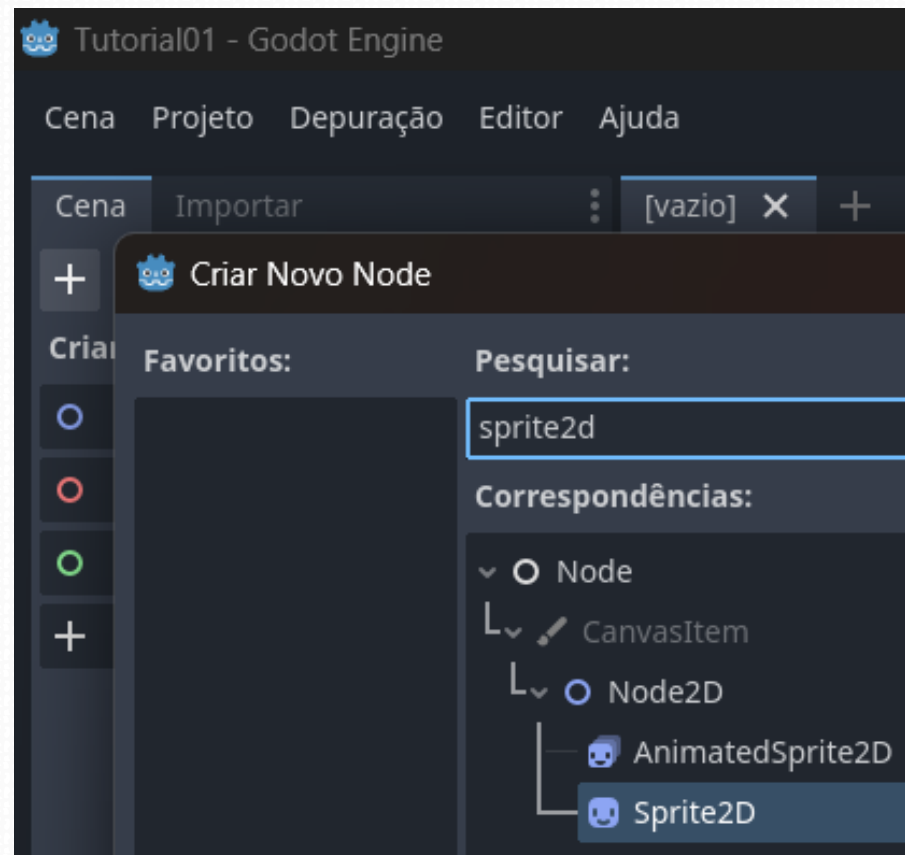 Tutorial01 - Godot Engine
Cena Projeto Depuração Editor Ajuda
Cena Importar [vazio]
Criar Novo Node
Favoritos: Pesquisar:
sprite2d
Correspondências:
Node
CanvasItem
Node2D
AnimatedSprite2D
Sprite2D